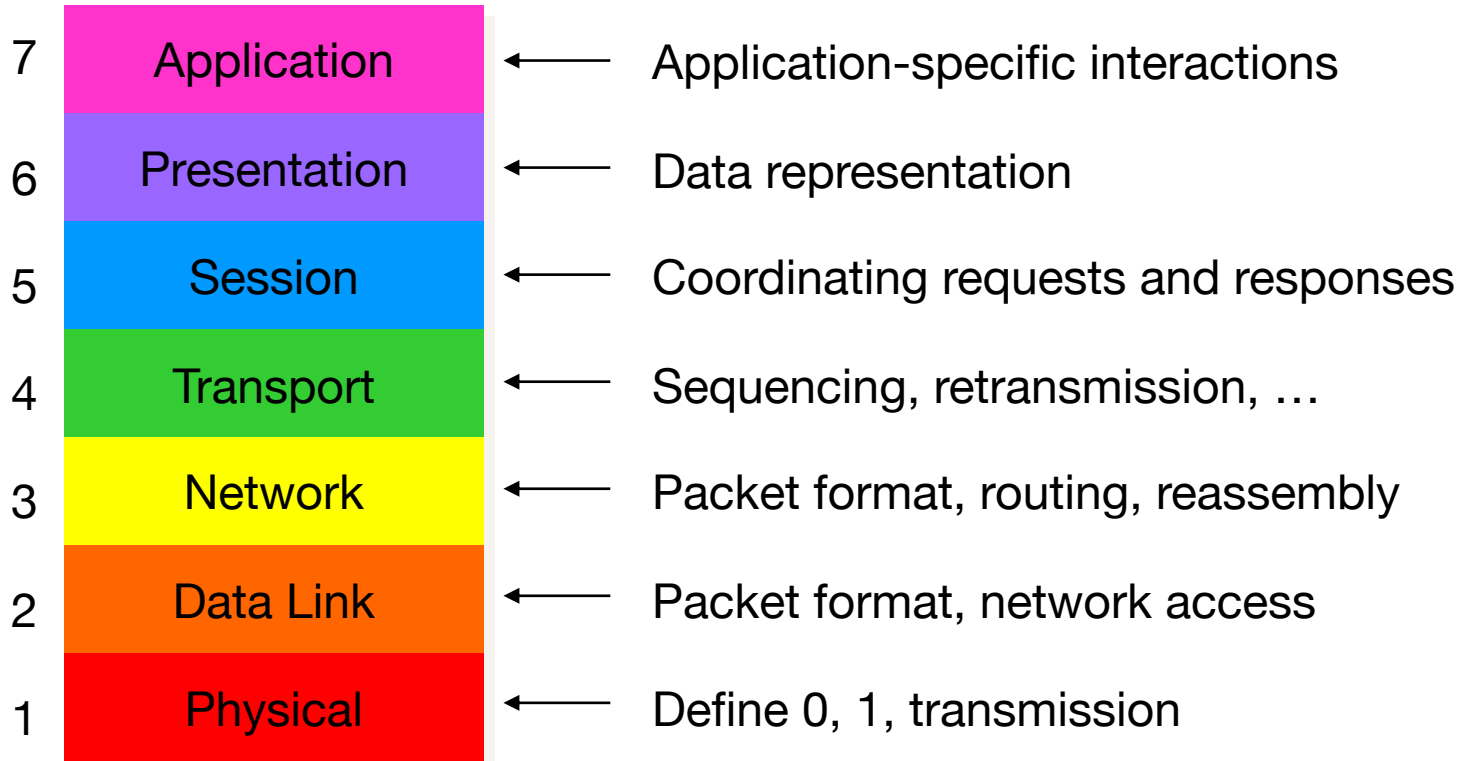 7 Application Application-specific interactions
6 Presentation Data representation
5 Session Coordinating requests and responses
4 Transport Sequencing, retransmission, …
3 Network Packet format, routing, reassembly
2 Data Link Packet format, network access
1 Physical Define 0, 1, transmission